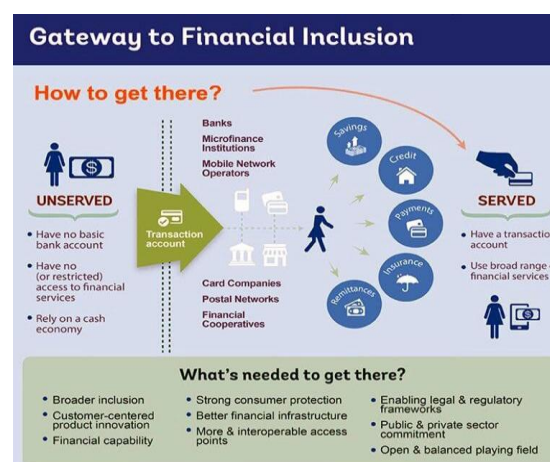 Gateway to Financial Inclusion
How to get there?
UNSERVED
• Have no basic
bank account
• Have no
(or restricted)
access to financial
services
• Rely on a cash
economy
Transaction
account
Banks
Microfinance
Institutions
Mobile Network
Operators
Card Companies
Postal Networks
Financial
Cooperatives
Savings
Credit
Payments
Insurance
Remittances
SERVED
• Have a transactio
account
• Use broad range
financial services
What's needed to get there?
• Broader inclusion
• Customer-centered
product innovation
• Financial capability
• Strong consumer protection
• Better financial infrastructure
• More & interoperable access
points
• Enabling legal & regulatory
frameworks
• Public & private sector
commitment
• Open & balanced playing field